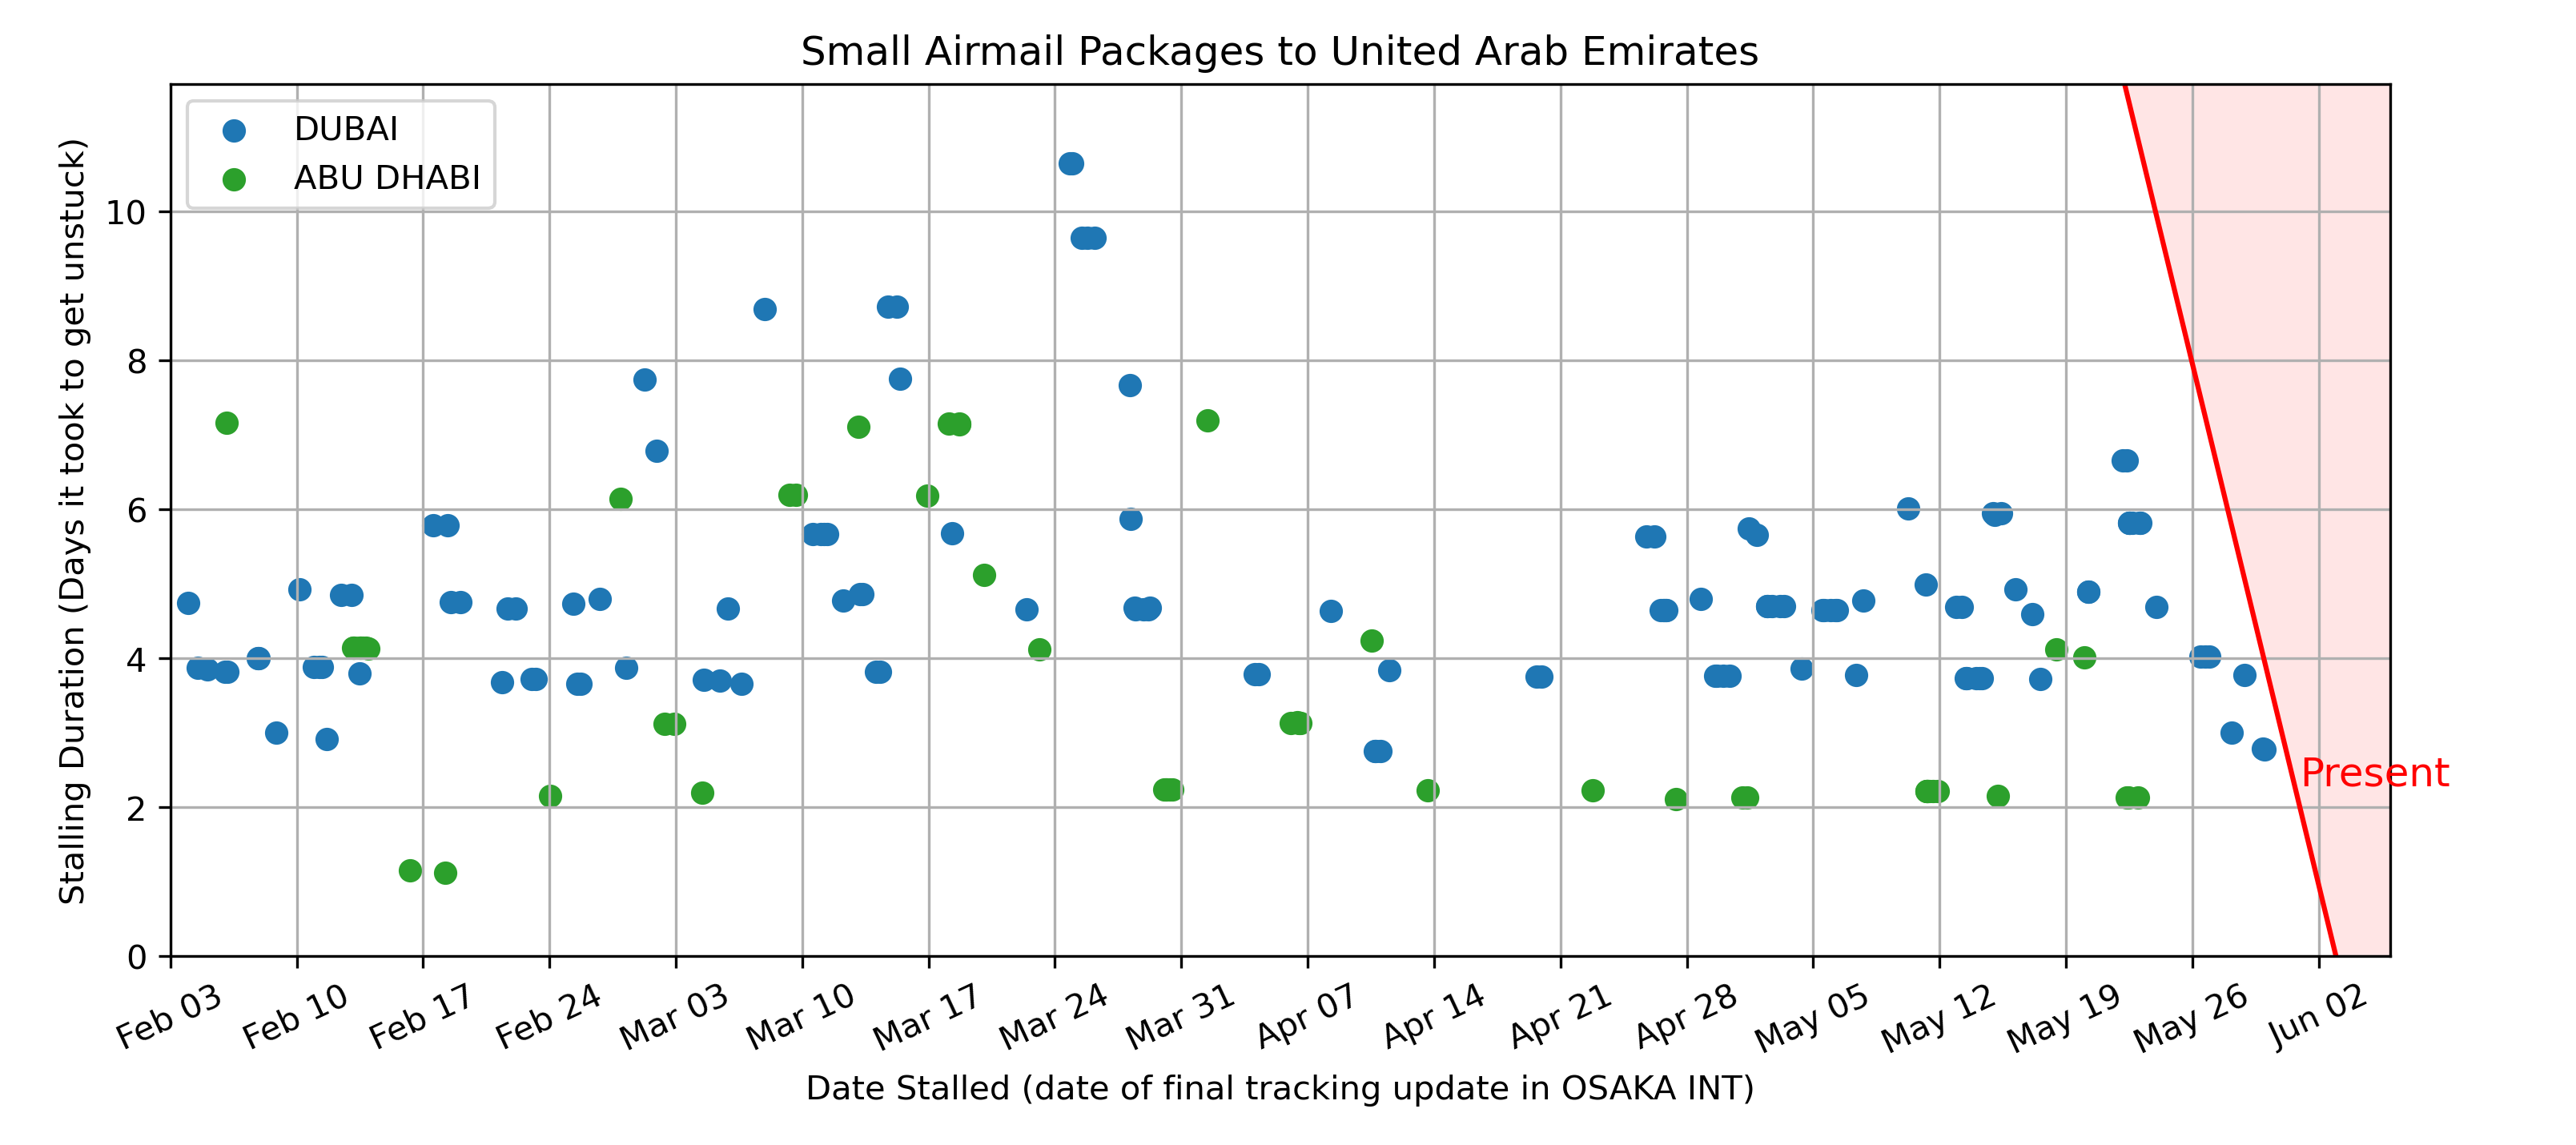 Small Airmail Packages to United Arab Emirates
DUBAI
ABU DHABI
Stalling Duration (Days it took to get unstuck)
10
8
6
4
2
0
Present
Feb 03
Feb 10
Feb 17
Feb 24
Mar 03
Mar 10
Mar 17
Mar 24
Mar 31
Apr 07
Apr 14
Apr 21
Apr 28
May 05
May 12
May 19
May 26
Jun 02
Date Stalled (date of final tracking update in OSAKA INT)